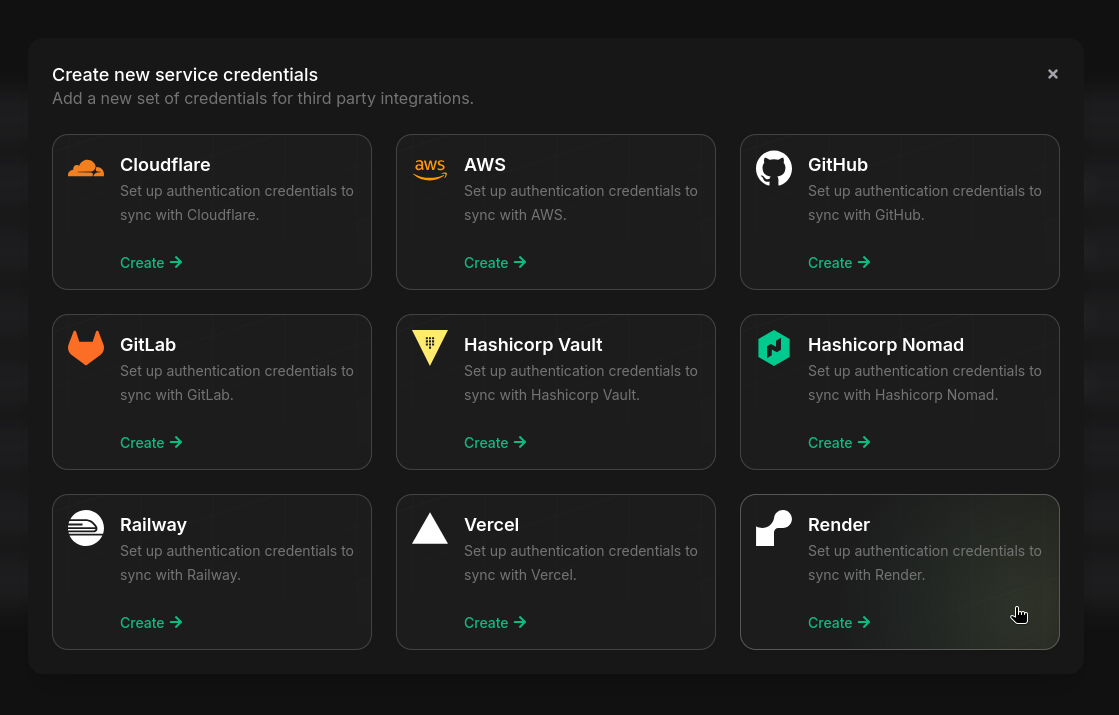 Create new service credentials
Add a new set of credentials for third party integrations.
Cloudflare
Set up authentication credentials to
sync with Cloudflare.
Create
aws
AWS
Set up authentication credentials to
sync with AWS.
Create
GitHub
Set up authentication credentials to
sync with GitHub.
Create
GitLab
Set up authentication credentials to
sync with GitLab.
Create
Hashicorp Vault
Set up authentication credentials to
sync with Hashicorp Vault.
Create
Hashicorp Nomad
Set up authentication credentials to
sync with Hashicorp Nomad.
Create
Railway
Set up authentication credentials to
sync with Railway.
Create
Vercel
Set up authentication credentials to
sync with Vercel.
Create
Render
Set up authentication credentials to
sync with Render.
Create